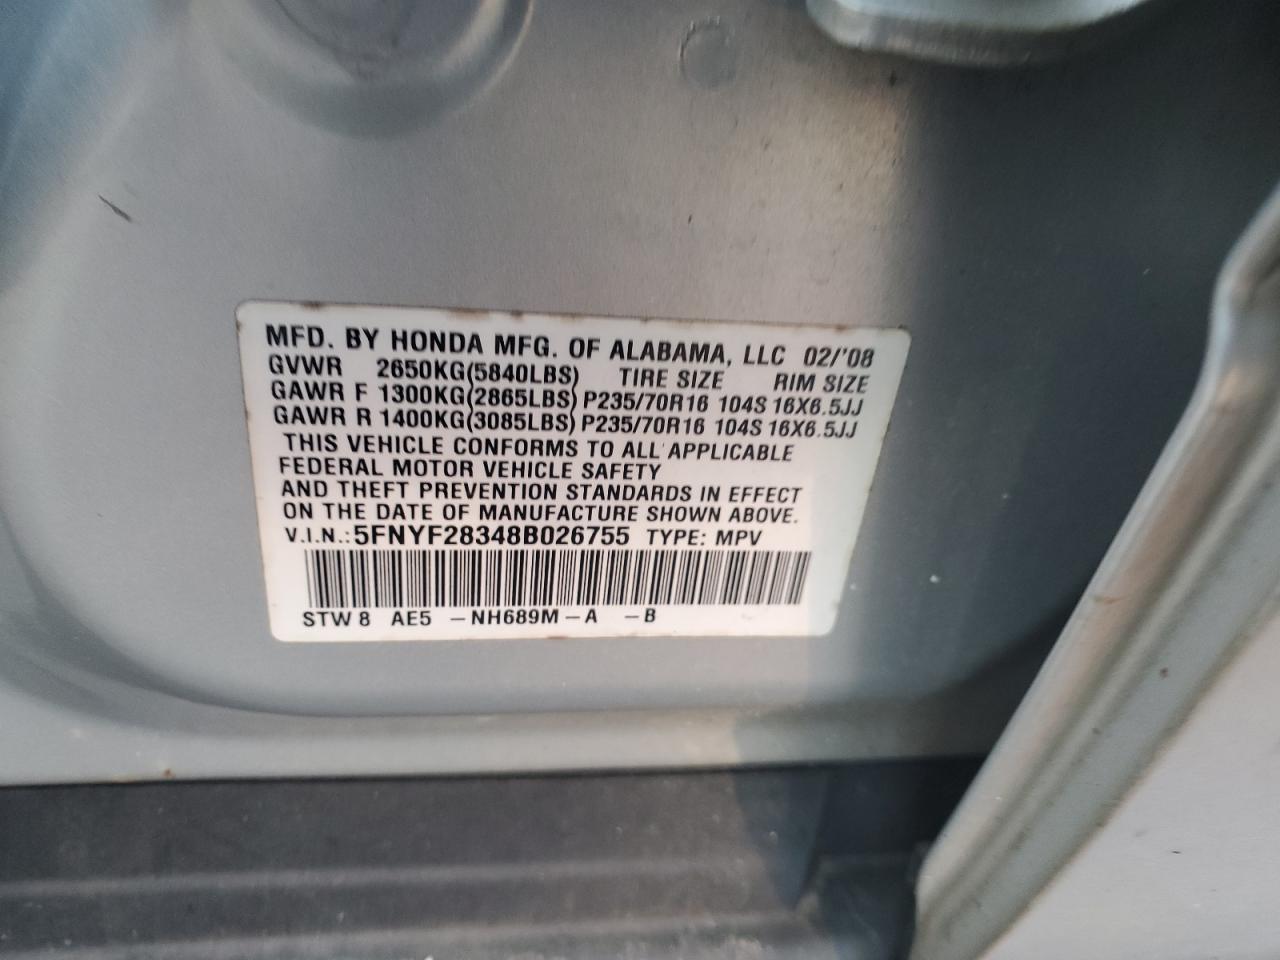 MFD. BY HONDA MFG. OF ALABAMA, LLC 02/'08
GVWR 2650KG(5840LBS) TIRE SIZE RIM SIZE
GAWR F 1300KG(2865LBS) P235/70R16 104S 16X6.5JJ
GAWR R 1400KG(3085LBS) P235/70R16 104S 16X6.5JJ
THIS VEHICLE CONFORMS TO ALL APPLICABLE
FEDERAL MOTOR VEHICLE SAFETY
AND THEFT PREVENTION STANDARDS IN EFFECT
ON THE DATE OF MANUFACTURE SHOWN ABOVE.
V.I.N.: 5FNYF28348B026755 TYPE: MPV
STW 8 AE5 –NH689M–A –B